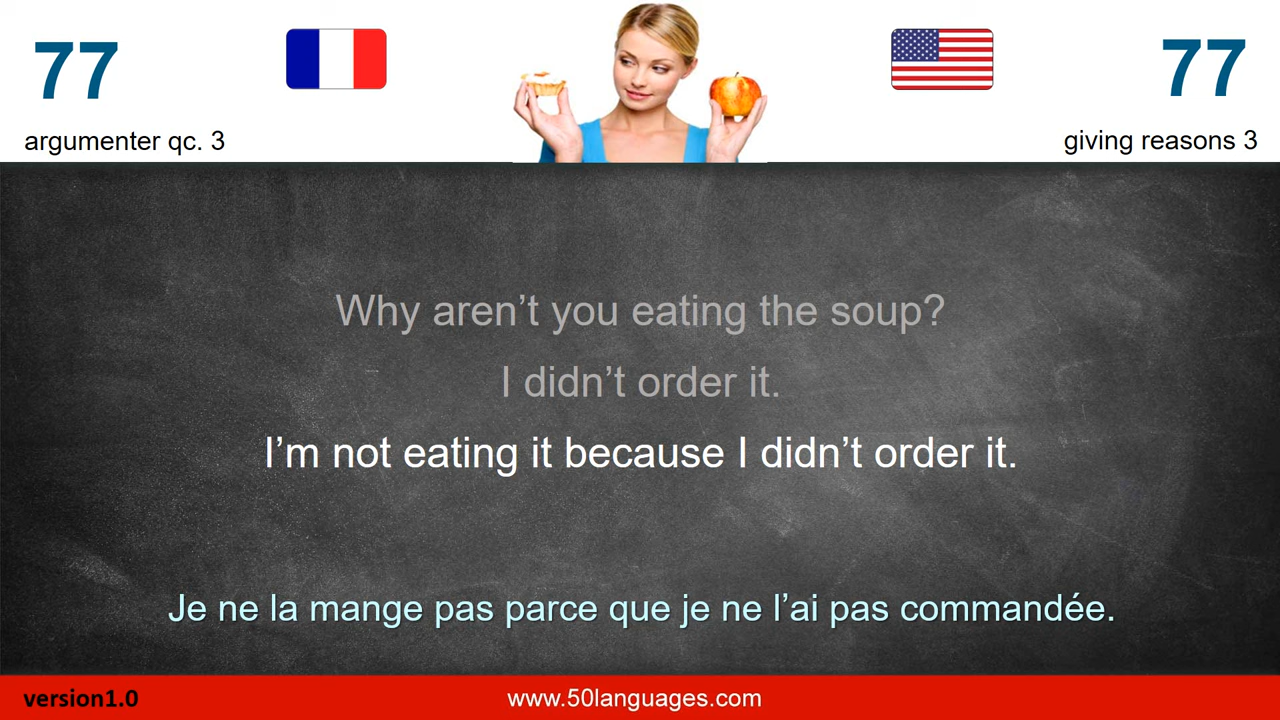 77
77
argumenter qc. 3
giving reasons 3
Why aren’t you eating the soup?
I didn’t order it.
I’m not eating it because I didn’t order it.
Je ne la mange pas parce que je ne l’ai pas commandée.
version1.0
www.50languages.com